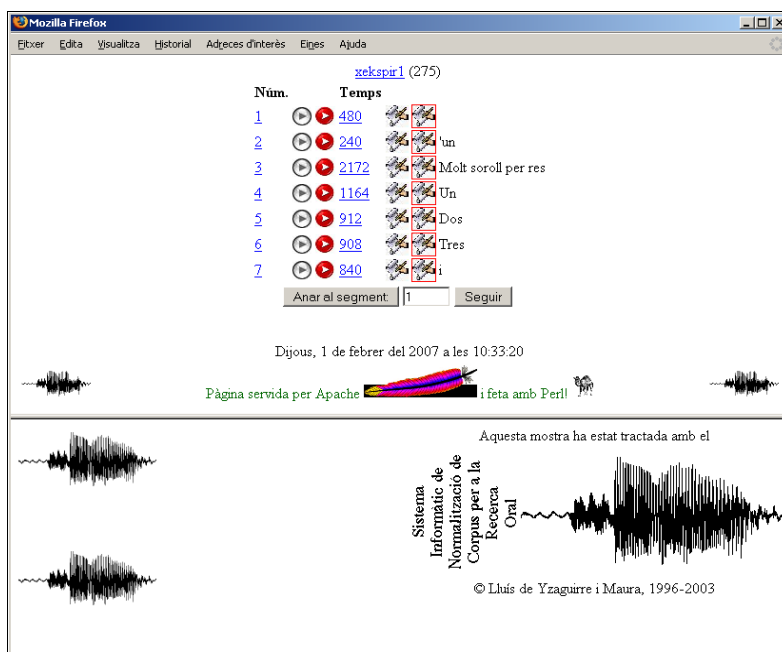 Mozilla Firefox
Fitxer Edita Visualitza Historial Adreces d'interès Eines Ajuda
xekspir1 (275)
Núm. Temps
1 480
2 240 'un
3 2172 Molt soroll per res
4 1164 Un
5 912 Dos
6 908 Tres
7 840 i
Anar al segment: 1 Seguir
Dijous, 1 de febrer del 2007 a les 10:33:20
Pàgina servida per Apache i feta amb Perl!
Aquesta mostra ha estat tractada amb el
Sistema
Informàtic de
Normalització de
Corpus per a la
Recerca
Oral
© Lluís de Yzaguirre i Maura, 1996-2003